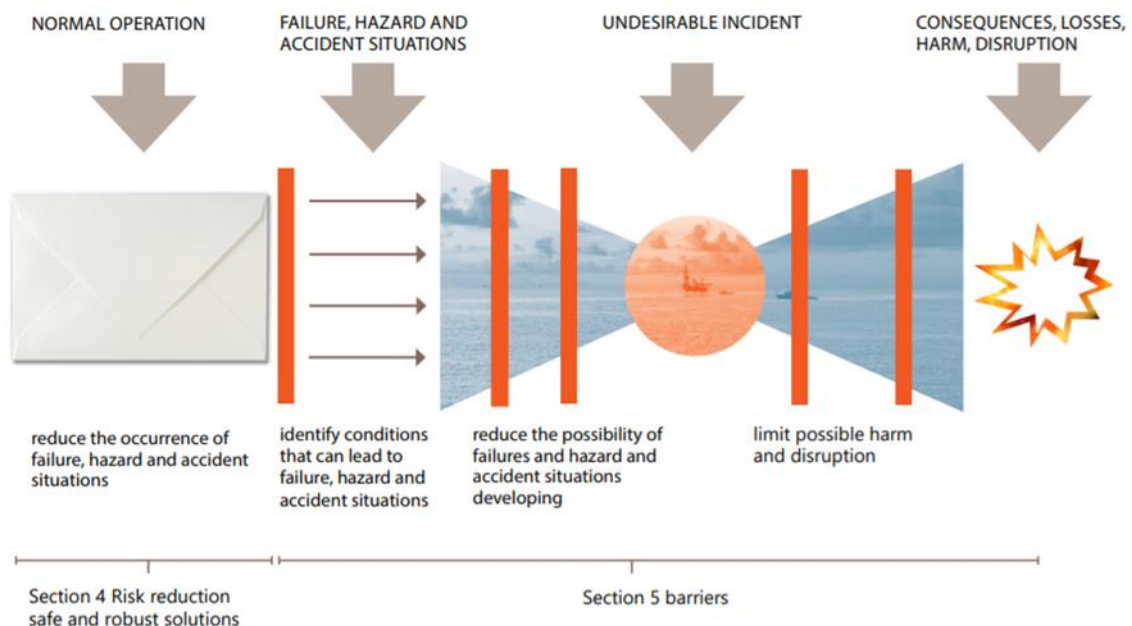 NORMAL OPERATION
FAILURE, HAZARD AND
ACCIDENT SITUATIONS
UNDESIRABLE INCIDENT
CONSEQUENCES, LOSSES,
HARM, DISRUPTION
reduce the occurrence of
failure, hazard and accident
situations
identify conditions
that can lead to
failure, hazard and
accident situations
reduce the possibility of
failures and hazard and
accident situations
developing
limit possible harm
and disruption
Section 4 Risk reduction
safe and robust solutions
Section 5 barriers